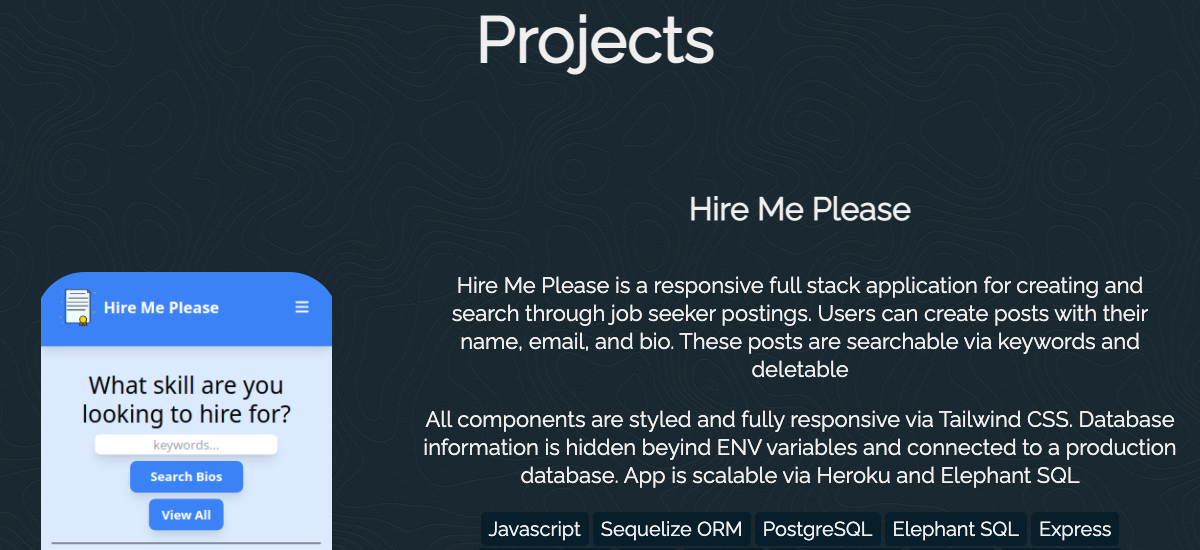 Projects
Hire Me Please
Hire Me Please
What skill are you
looking to hire for?
keywords...
Search Bios
View All
Hire Me Please is a responsive full stack application for creating and
search through job seeker postings. Users can create posts with their
name, email, and bio. These posts are searchable via keywords and
deletable
All components are styled and fully responsive via Tailwind CSS. Database
information is hidden beyind ENV variables and connected to a production
database. App is scalable via Heroku and Elephant SQL
Javascript Sequelize ORM PostgreSQL Elephant SQL Express